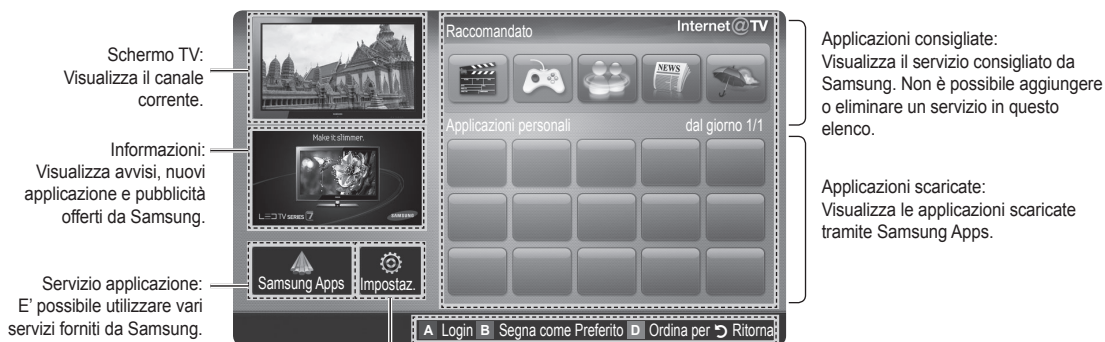 Schermo TV:
Visualizza il canale
corrente.
Informazioni:
Visualizza avvisi, nuovi
applicazione e pubblicità
offerti da Samsung.
Servizio applicazione:
E' possibile utilizzare vari
servizi forniti da Samsung.
Make it slimmer.
LED TV SERIES 7
SAMSUNG
Samsung Apps
Impostaz.
Raccomandato
Internet@TV
NEWS
Applicazioni personali
dal giorno 1/1
A Login B Segna come Preferito D Ordina per Ritorna
Applicazioni consigliate:
Visualizza il servizio consigliato da
Samsung. Non è possibile aggiungere
o eliminare un servizio in questo
elenco.
Applicazioni scaricate:
Visualizza le applicazioni scaricate
tramite Samsung Apps.